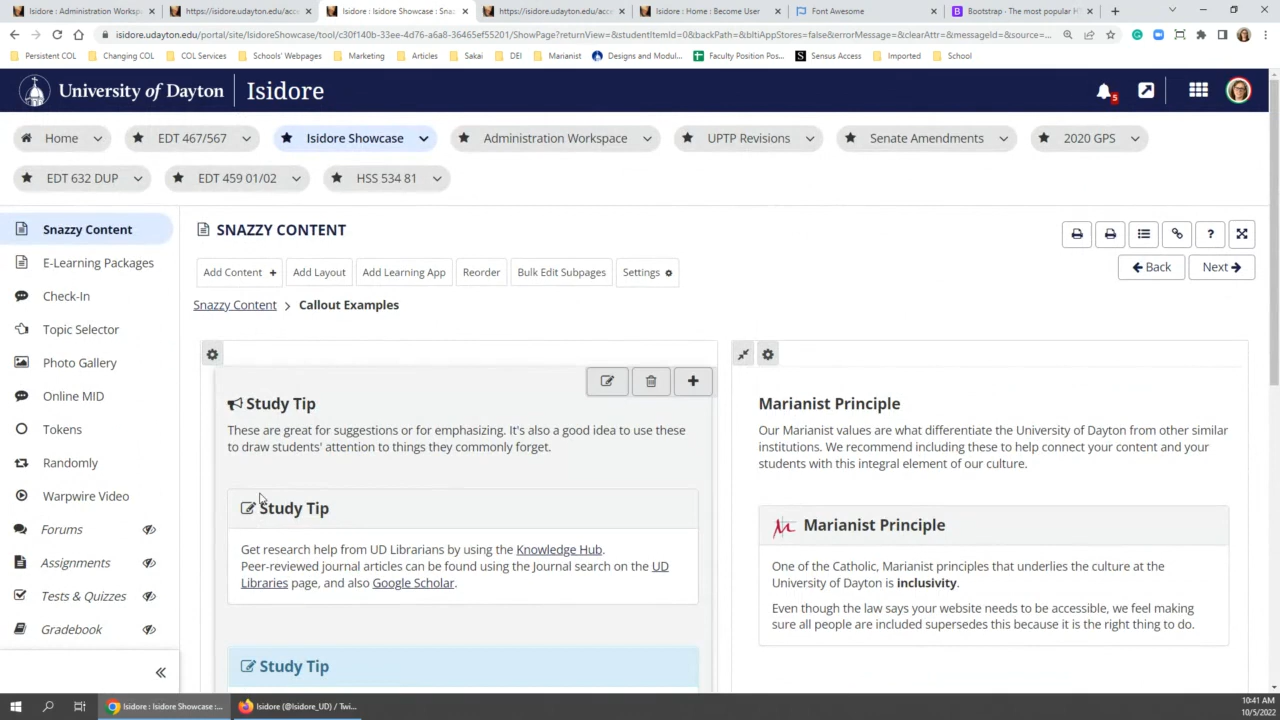 Isidore : Administration Worksp
https://isidore.udayton.edu/acc
Isidore : Isidore Showcase : Snaz
https://isidore.udayton.edu/acc
Isidore : Home : Become User
Font Awesome
Bootstrap · The most popular H
isidore.udayton.edu/portal/site/IsidoreShowcase/tool/c30f140b-33ee-4d76-a6a8-36465ef55201/ShowPage?returnView=&studentItemId=0&backPath=&bltiAppStores=false&errorMessage=&clearAttr=&messageId=&source=...
Persistent COL
Changing COL
COL Services
Schools' Webpages
Marketing
Articles
Sakai
DEI
Marianist
Designs and Modul...
Faculty Position Pos...
Sensus Access
Imported
School
University of Dayton
Isidore
5
Home
EDT 467/567
Isidore Showcase
Administration Workspace
UPTP Revisions
Senate Amendments
2020 GPS
EDT 632 DUP
EDT 459 01/02
HSS 534 81
Snazzy Content
E-Learning Packages
Check-In
Topic Selector
Photo Gallery
Online MID
Tokens
Randomly
Warpwire Video
Forums
Assignments
Tests & Quizzes
Gradebook
SNAZZY CONTENT
Add Content +
Add Layout
Add Learning App
Reorder
Bulk Edit Subpages
Settings
Back
Next
Snazzy Content > Callout Examples
Study Tip
These are great for suggestions or for emphasizing. It's also a good idea to use these
to draw students' attention to things they commonly forget.
Study Tip
Get research help from UD Librarians by using the Knowledge Hub.
Peer-reviewed journal articles can be found using the Journal search on the UD
Libraries page, and also Google Scholar.
Study Tip
Marianist Principle
Our Marianist values are what differentiate the University of Dayton from other similar
institutions. We recommend including these to help connect your content and your
students with this integral element of our culture.
Marianist Principle
One of the Catholic, Marianist principles that underlies the culture at the
University of Dayton is inclusivity.
Even though the law says your website needs to be accessible, we feel making
sure all people are included supersedes this because it is the right thing to do.
Isidore : Isidore Showcase :...
Isidore (@Isidore_UD) / Twi...
10:41 AM
10/5/2022